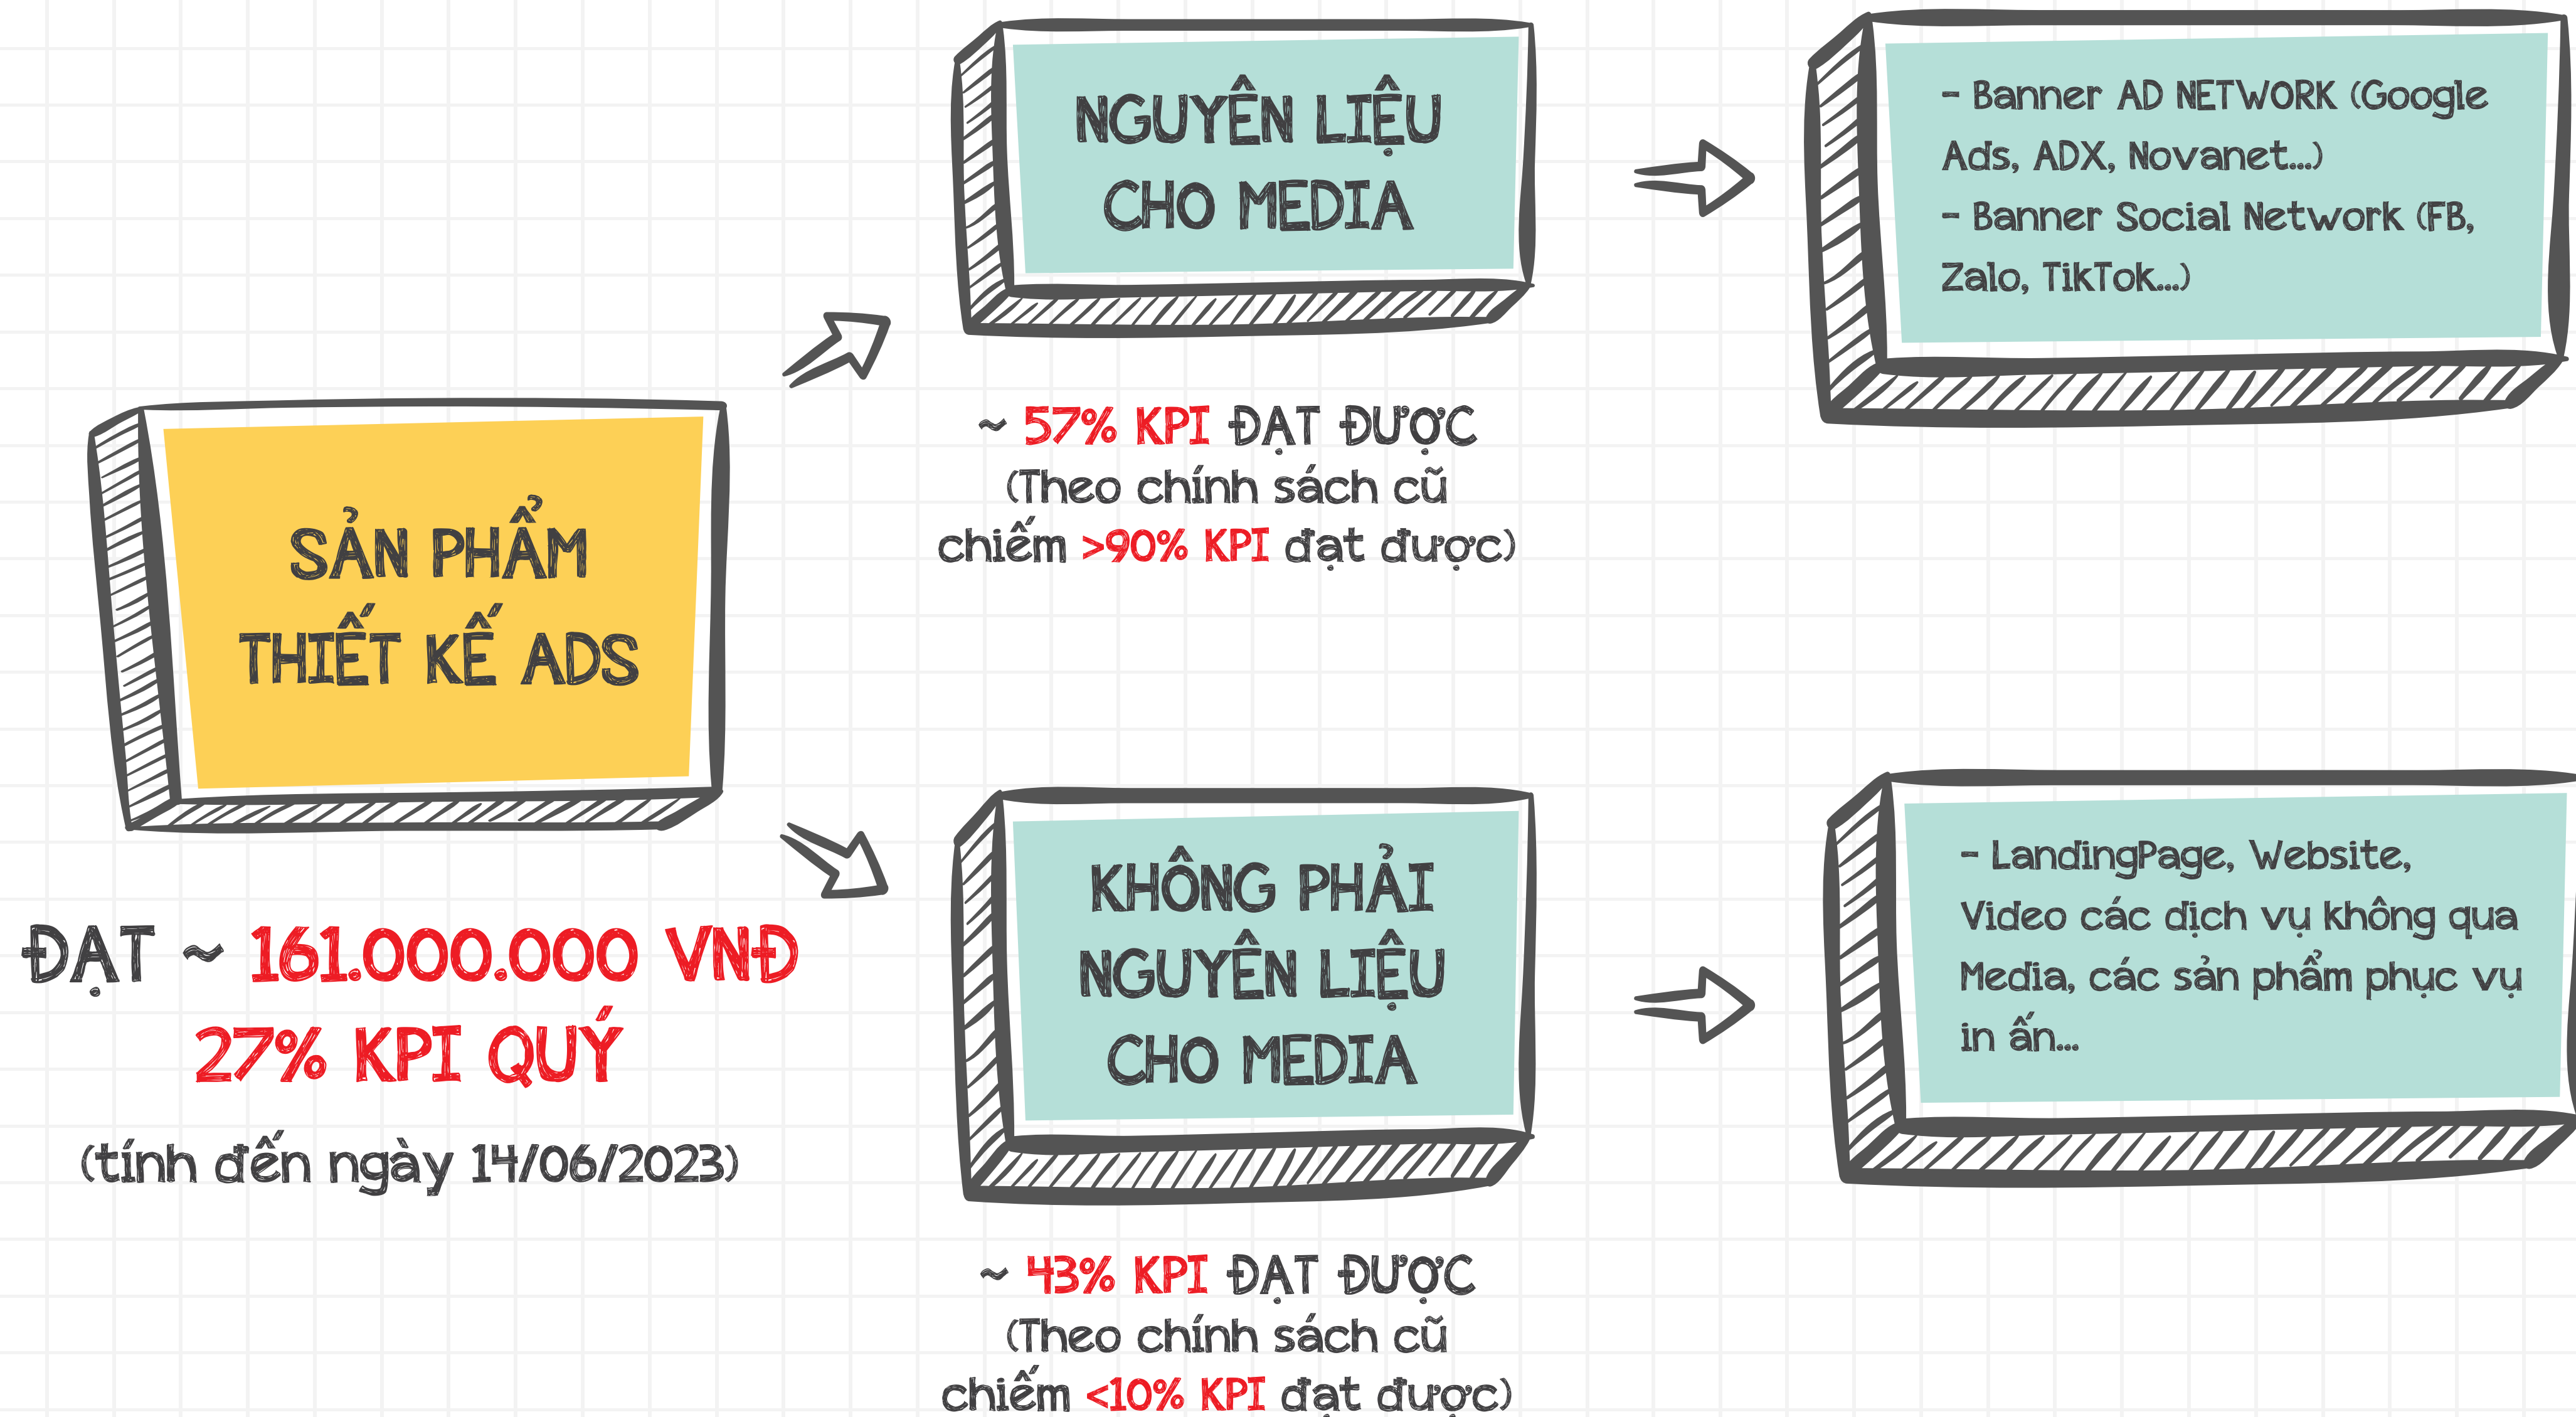 NGUYÊN LIỆU
CHO MEDIA
- Banner AD NETWORK (Google
Ads, ADX, Novanet...)
- Banner Social Network (FB,
Zalo, TikTok...)
~ 57% KPI ĐẠT ĐƯỢC
(Theo chính sách cũ
chiếm >90% KPI đạt được)
SẢN PHẨM
THIẾT KẾ ADS
ĐẠT ~ 161.000.000 VNĐ
27% KPI QUÝ
(tính đến ngày 14/06/2023)
KHÔNG PHẢI
NGUYÊN LIỆU
CHO MEDIA
- LandingPage, Website,
Video các dịch vụ không qua
Media, các sản phẩm phục vụ
in ấn...
~ 43% KPI ĐẠT ĐƯỢC
(Theo chính sách cũ
chiếm <10% KPI đạt được)